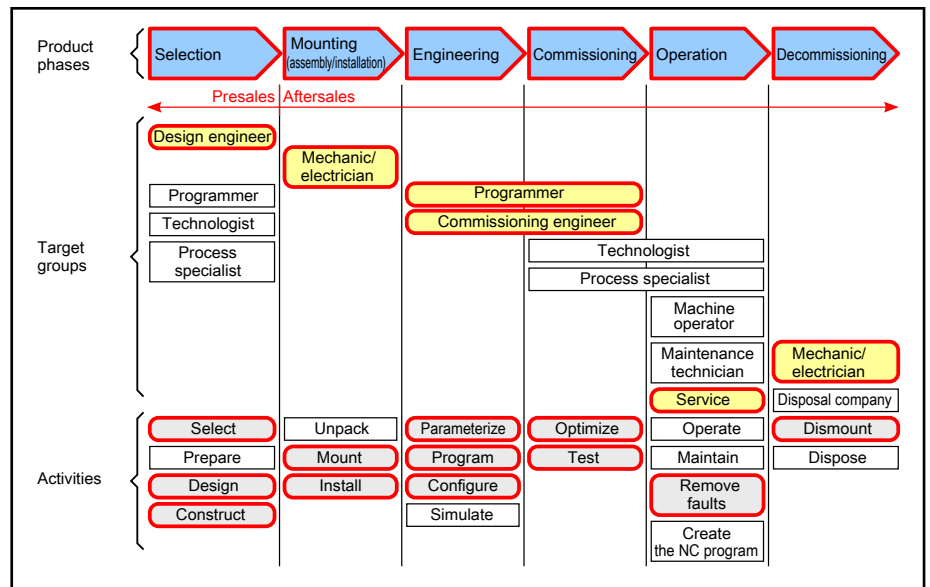 Product
phases
Selection
Mounting
(assembly/installation)
Engineering
Commissioning
Operation
Decommissioning
Presales
Aftersales
Target
groups
Design engineer
Programmer
Technologist
Process
specialist
Mechanic/
electrician
Programmer
Commissioning engineer
Technologist
Process specialist
Machine
operator
Maintenance
technician
Service
Mechanic/
electrician
Disposal company
Activities
Select
Prepare
Design
Construct
Unpack
Mount
Install
Parameterize
Program
Configure
Simulate
Optimize
Test
Operate
Maintain
Remove
faults
Create
the NC program
Dismount
Dispose